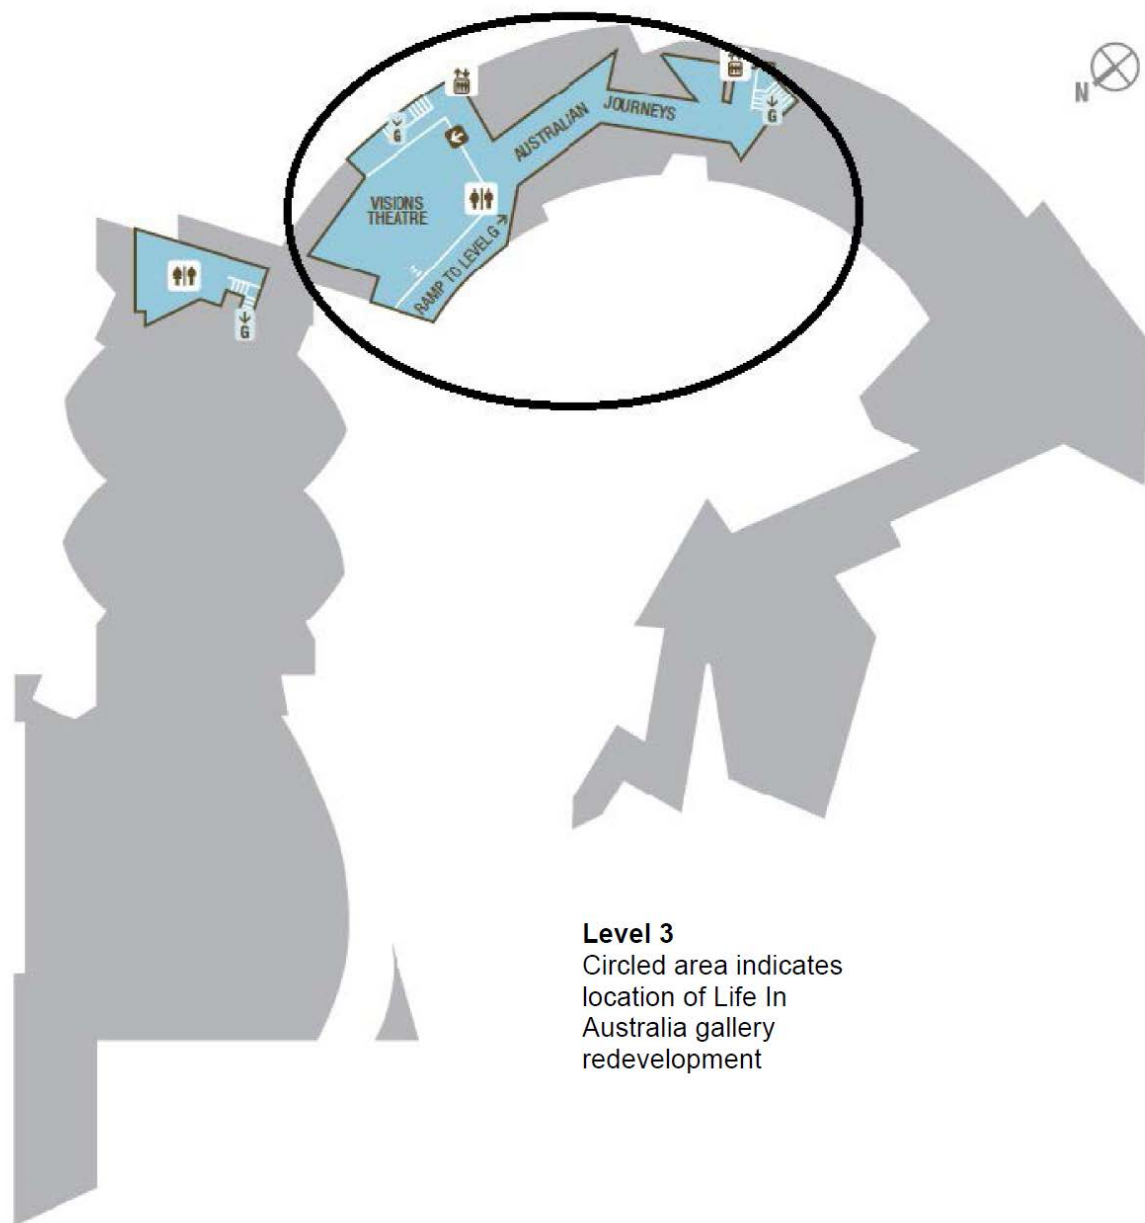 N
G
AUSTRALIAN JOURNEYS
G
VISIONS
THEATRE
RAMP TO LEVEL G
G
Level 3
Circled area indicates
location of Life In
Australia gallery
redevelopment